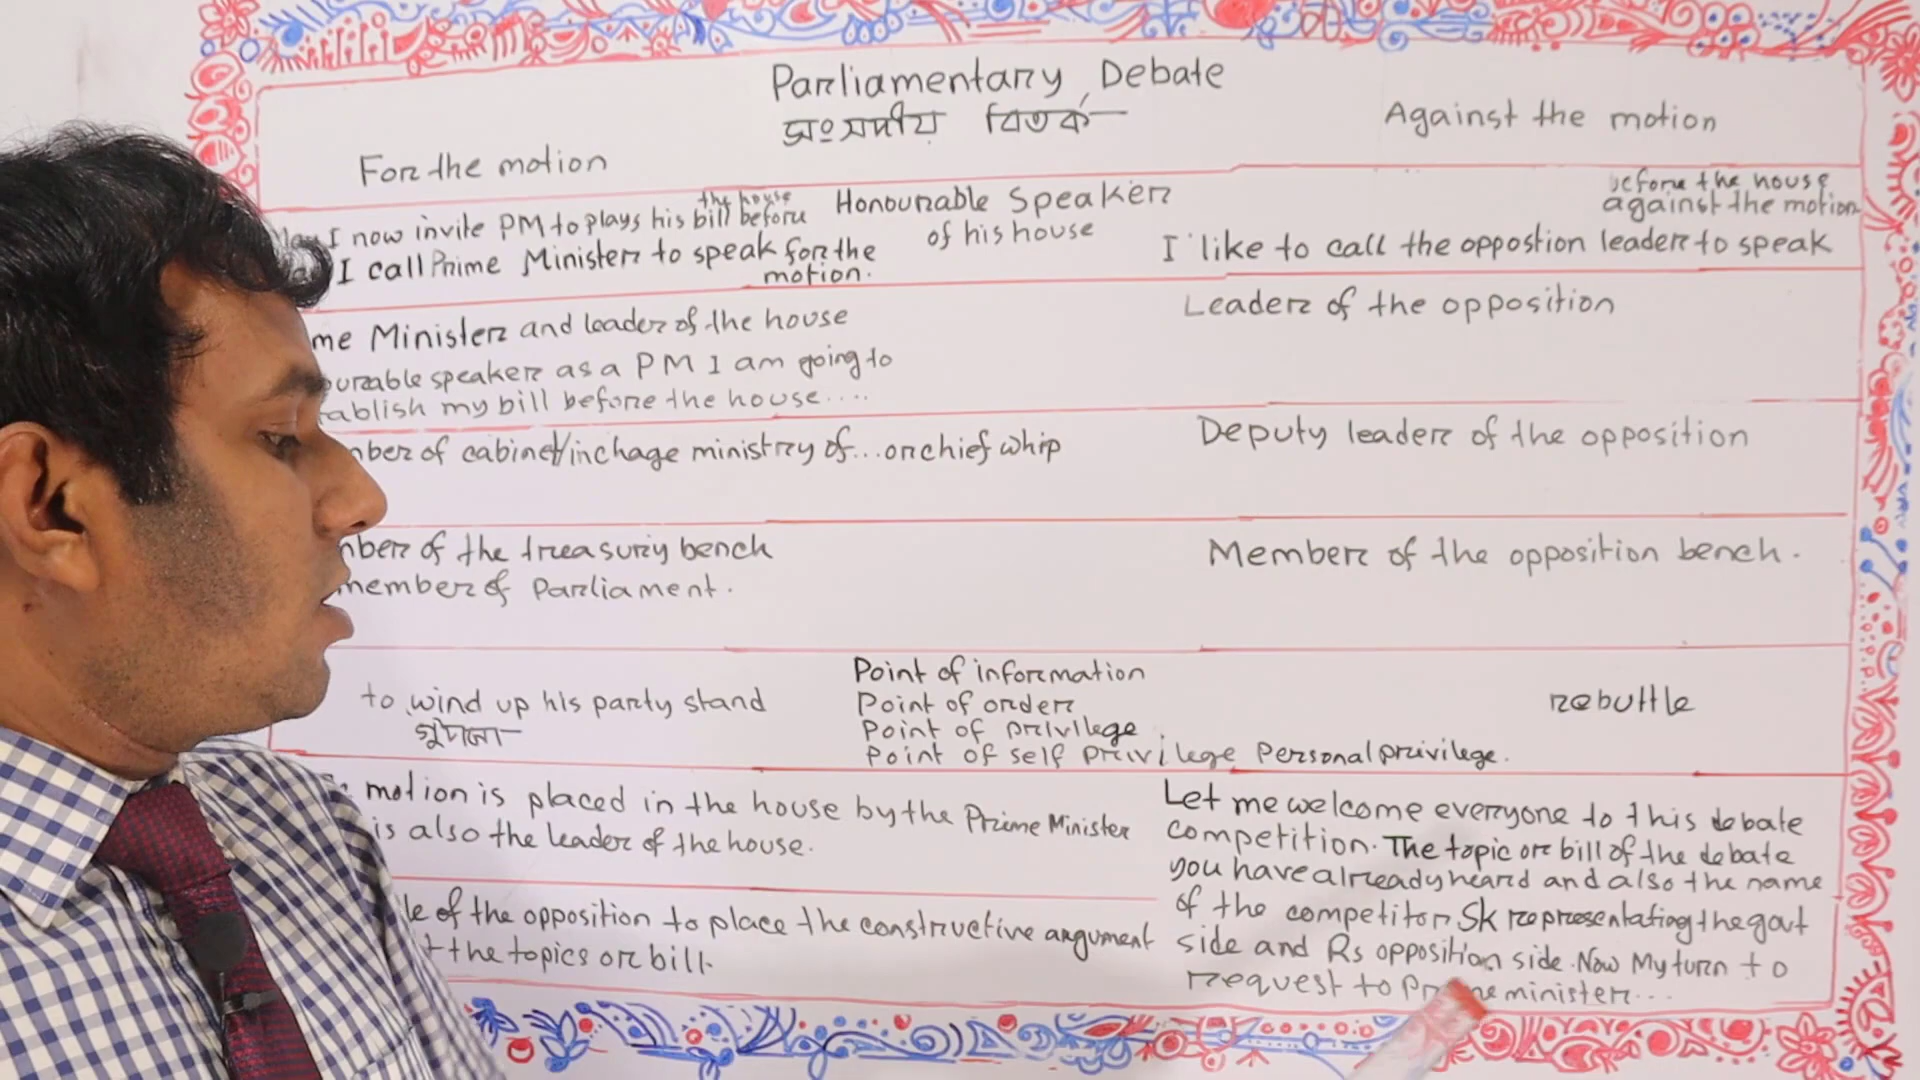 Parliamentary Debate
সংসদীয় বিতর্ক
For the motion
Against the motion
the house
I now invite PM to plays his bill before
I call Prime Minister to speak for the
motion.
Honourable Speaker
of his house
before the house
against the motion
I like to call the oppostion leader to speak
me Minister and leader of the house
ourable speaker as a PM I am going to
ablish my bill before the house....
Leader of the opposition
mber of cabinet/inchage ministry of...or chief whip
Deputy leader of the opposition
mber of the treasury bench
member of Parliament.
Member of the opposition bench.
to wind up his party stand
Point of information
Point of order
Point of privilege
Point of self privilege Personal privilege.
rebuttle
motion is placed in the house by the Prime Minister
is also the leader of the house.
le of the opposition to place the constructive argument
t the topics or bill.
Let me welcome everyone to this debate
competition. The topic or bill of the debate
you have already heard and also the name
of the competitor. Sk representating the govt
side and Rs opposition side. Now My turn to
request to minister...